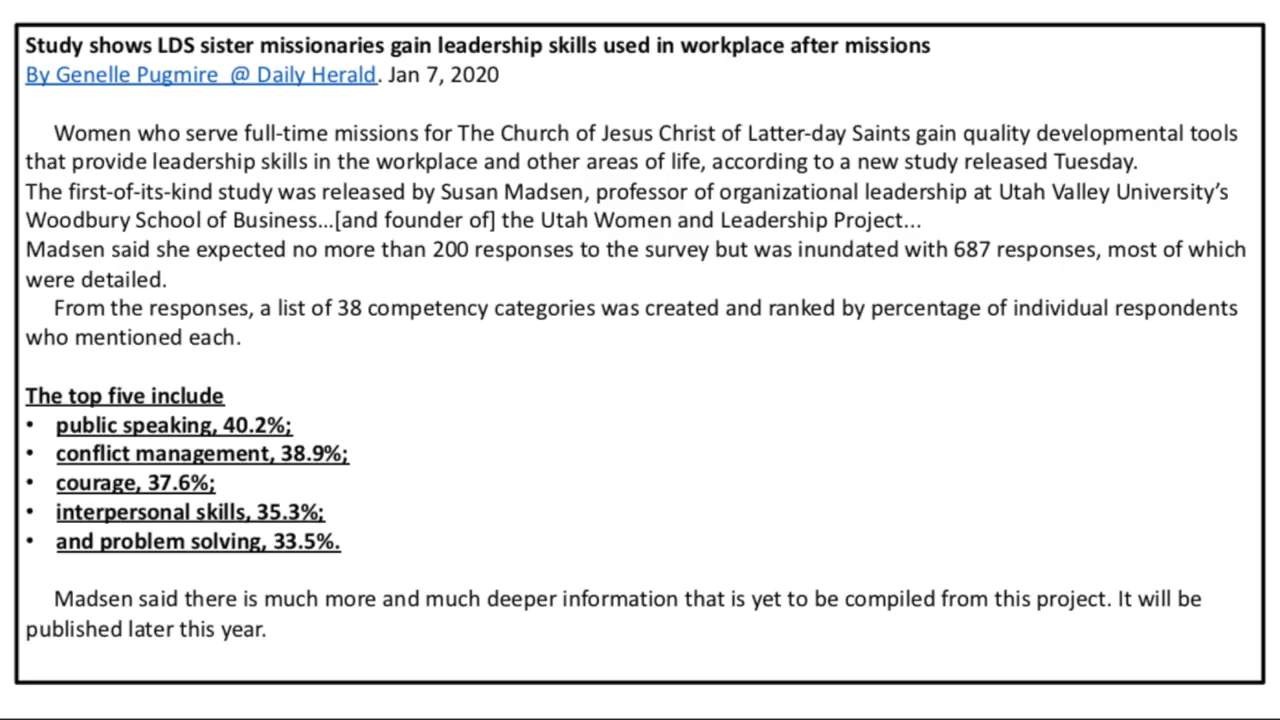 Study shows LDS sister missionaries gain leadership skills used in workplace after missions
By Genelle Pugmire @ Daily Herald. Jan 7, 2020
Women who serve full-time missions for The Church of Jesus Christ of Latter-day Saints gain quality developmental tools
that provide leadership skills in the workplace and other areas of life, according to a new study released Tuesday.
The first-of-its-kind study was released by Susan Madsen, professor of organizational leadership at Utah Valley University’s
Woodbury School of Business...[and founder of] the Utah Women and Leadership Project...
Madsen said she expected no more than 200 responses to the survey but was inundated with 687 responses, most of which
were detailed.
From the responses, a list of 38 competency categories was created and ranked by percentage of individual respondents
who mentioned each.
The top five include
• public speaking, 40.2%;
• conflict management, 38.9%;
• courage, 37.6%;
• interpersonal skills, 35.3%;
• and problem solving, 33.5%.
Madsen said there is much more and much deeper information that is yet to be compiled from this project. It will be
published later this year.